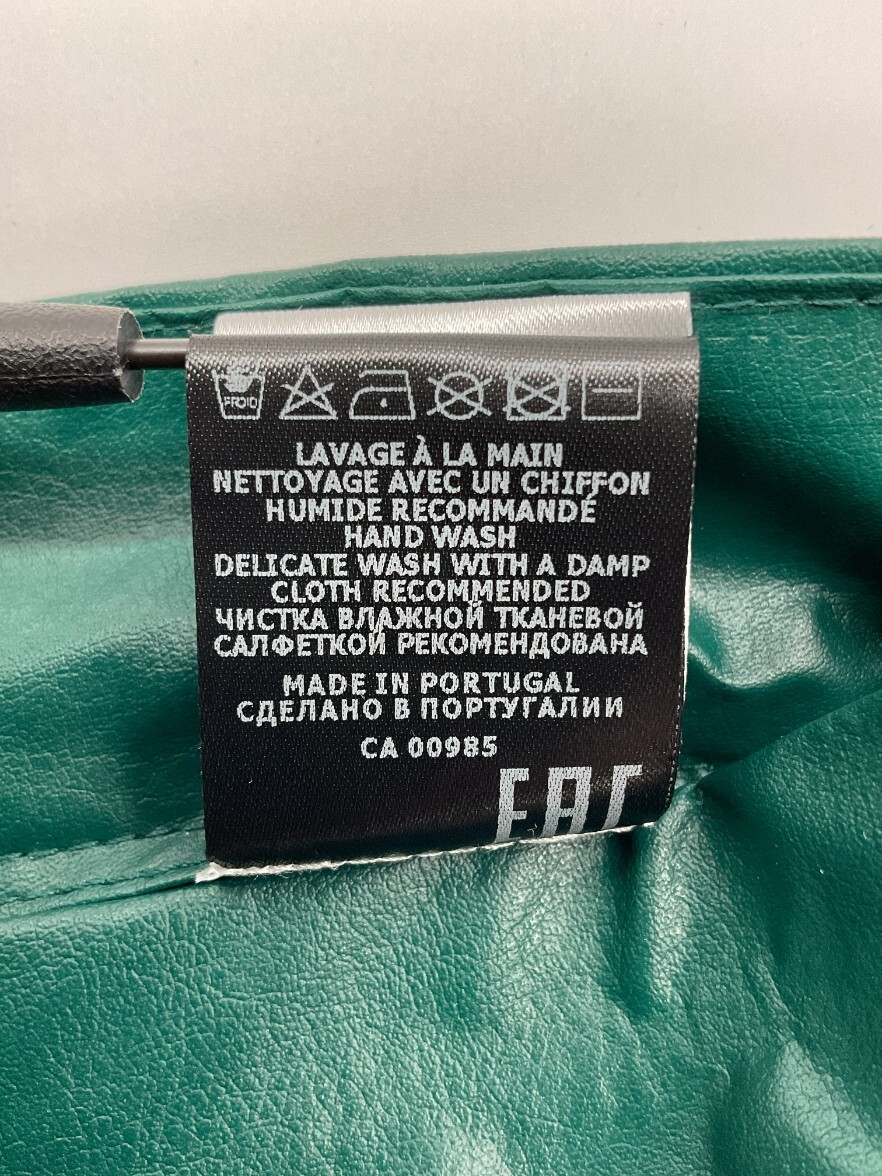 FROID
LAVAGE À LA MAIN
NETTOYAGE AVEC UN CHIFFON
HUMIDE RECOMMANDÉ
HAND WASH
DELICATE WASH WITH A DAMP
CLOTH RECOMMENDED
ЧИСТКА ВЛАЖНОЙ ТКАНЕВОЙ
САЛФЕТКОЙ РЕКОМЕНДОВАНА
MADE IN PORTUGAL
СДЕЛАНО В ПОРТУГАЛИИ
CA 00985
EAC